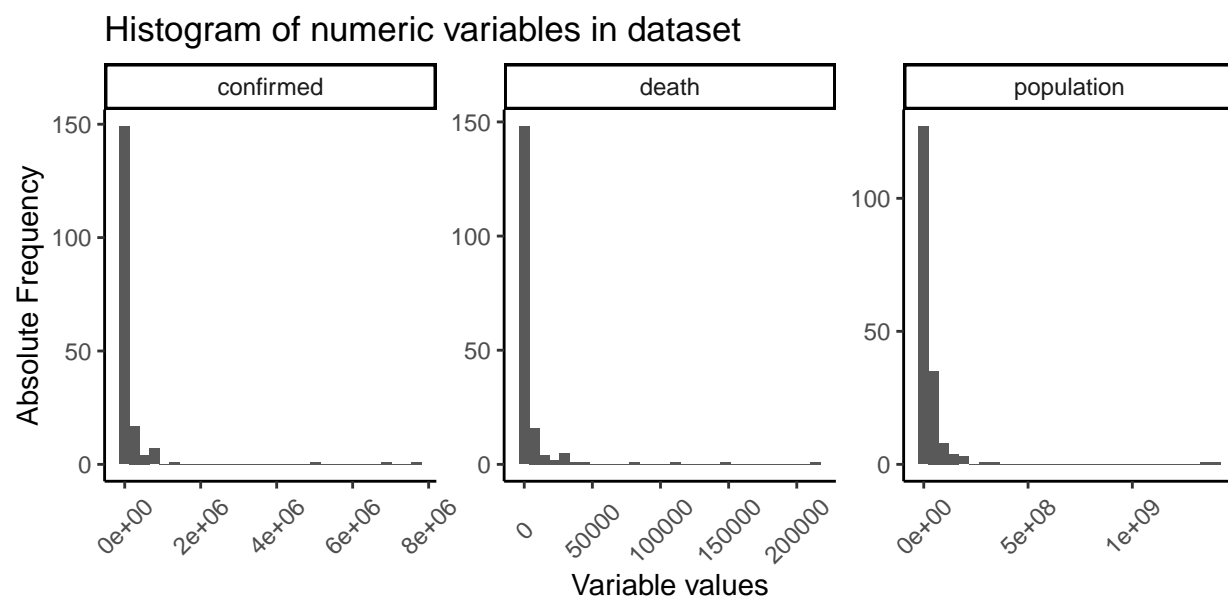 Histogram of numeric variables in dataset
confirmed
death
population
Absolute Frequency
150
100
50
0
0e+00
2e+06
4e+06
6e+06
8e+06
150
100
50
0
0
50000
100000
150000
200000
100
50
0
0e+00
5e+08
1e+09
Variable values